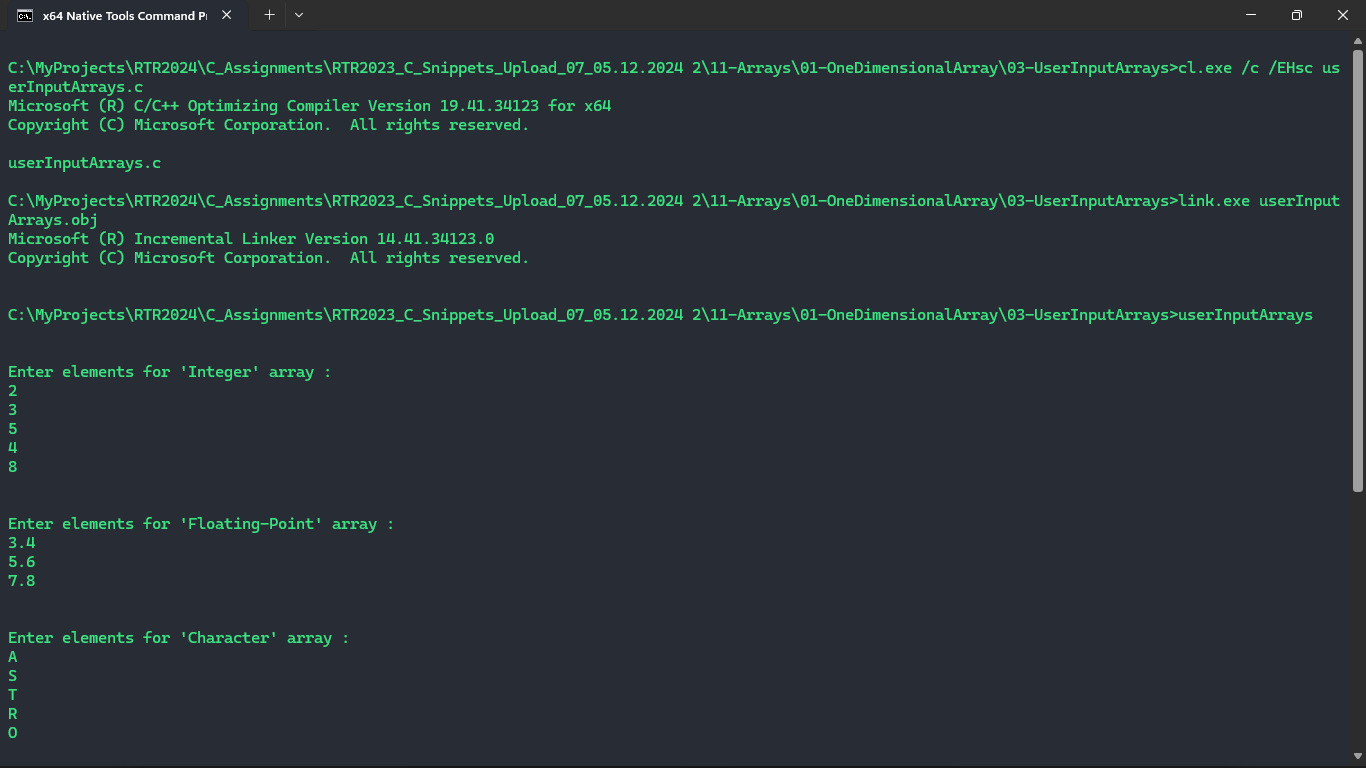 x64 Native Tools Command P
C:\MyProjects\RTR2024\C_Assignments\RTR2023_C_Snippets_Upload_07_05.12.2024 2\11-Arrays\01-OneDimensionalArray\03-UserInputArrays>cl.exe /c /EHsc us
erInputArrays.c
Microsoft (R) C/C++ Optimizing Compiler Version 19.41.34123 for x64
Copyright (C) Microsoft Corporation.  All rights reserved.
userInputArrays.c
C:\MyProjects\RTR2024\C_Assignments\RTR2023_C_Snippets_Upload_07_05.12.2024 2\11-Arrays\01-OneDimensionalArray\03-UserInputArrays>link.exe userInput
Arrays.obj
Microsoft (R) Incremental Linker Version 14.41.34123.0
Copyright (C) Microsoft Corporation.  All rights reserved.
C:\MyProjects\RTR2024\C_Assignments\RTR2023_C_Snippets_Upload_07_05.12.2024 2\11-Arrays\01-OneDimensionalArray\03-UserInputArrays>userInputArrays
Enter elements for 'Integer' array :
2
3
5
4
8
Enter elements for 'Floating-Point' array :
3.4
5.6
7.8
Enter elements for 'Character' array :
A
S
T
R
O